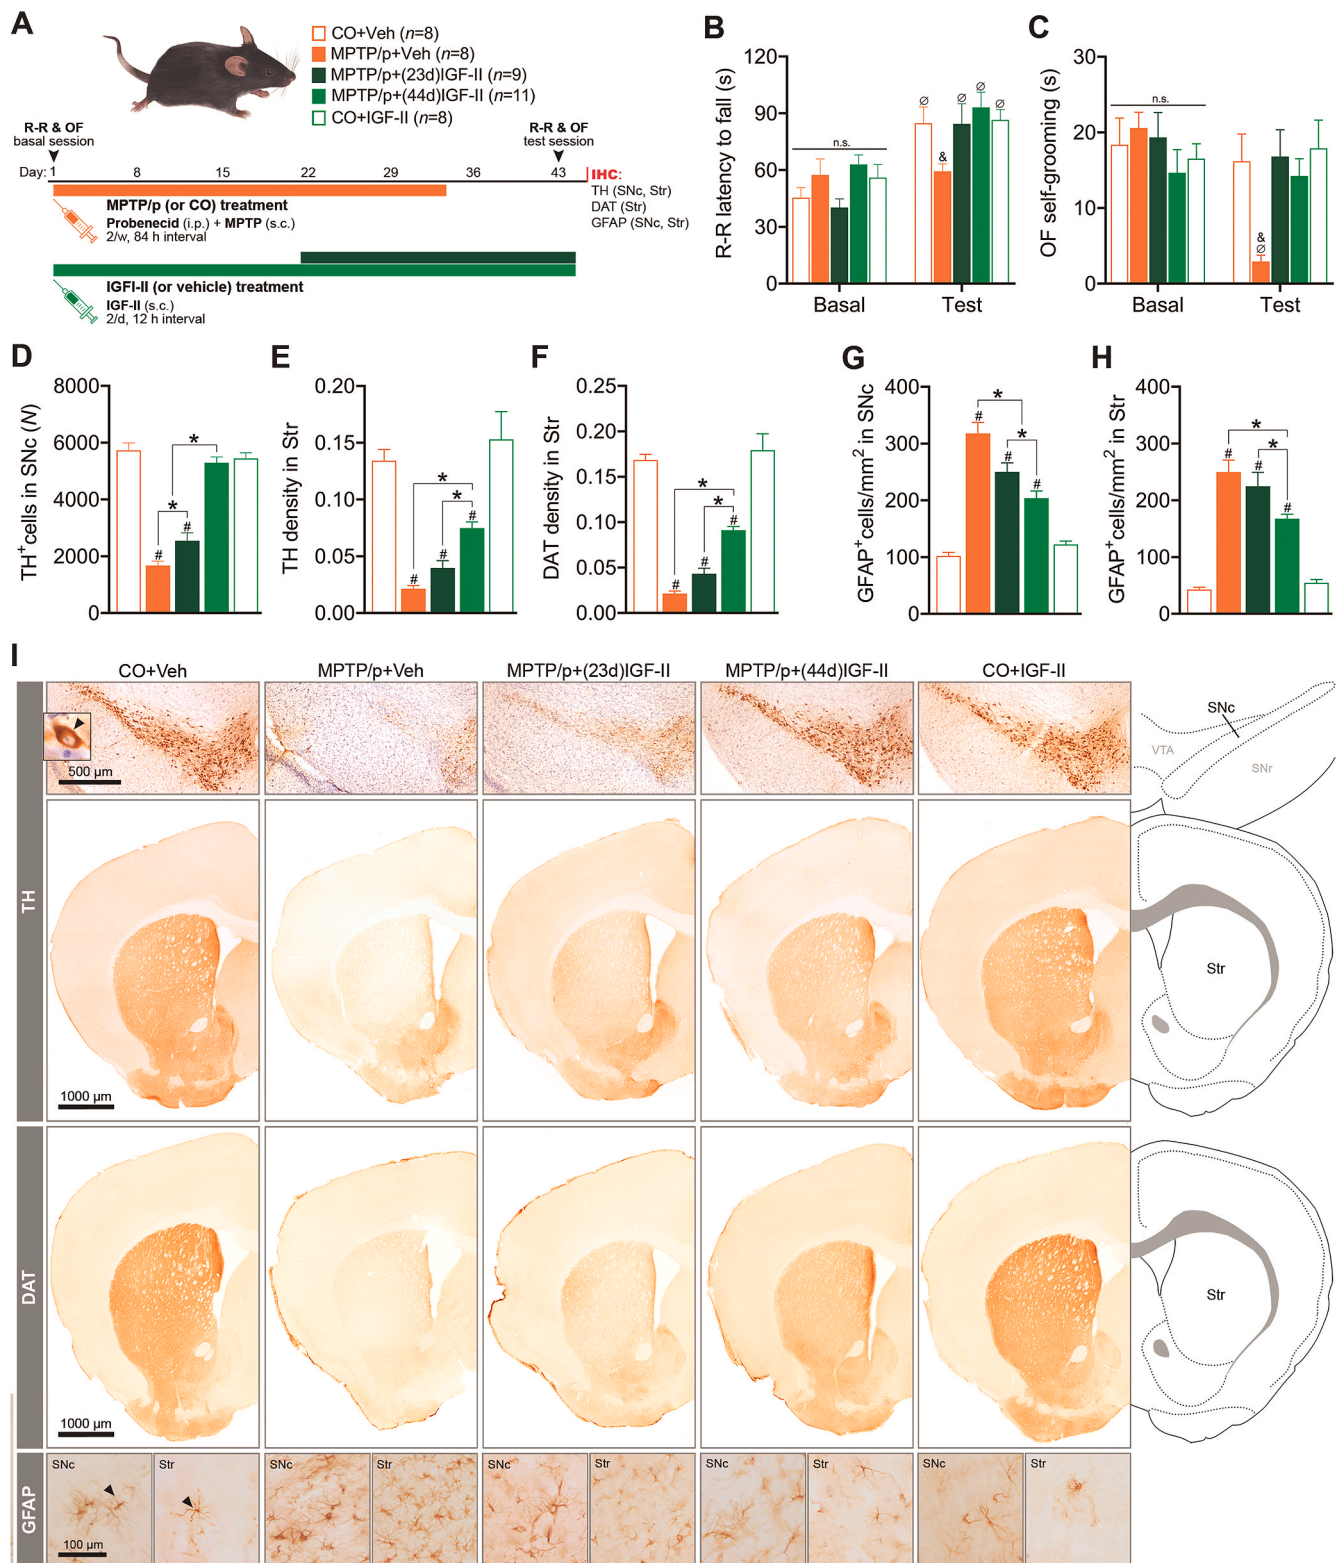 A
CO+Veh (n=8)
MPTP/p+Veh (n=8)
MPTP/p+(23d)IGF-II (n=9)
MPTP/p+(44d)IGF-II (n=11)
CO+IGF-II (n=8)
R-R & OF
basal session
R-R & OF
test session
Day: 1 8 15 22 29 36 43
IHC:
TH (SNc, Str)
DAT (Str)
GFAP (SNc, Str)
MPTP/p (or CO) treatment
Probenecid (i.p.) + MPTP (s.c.)
2/w, 84 h interval
IGFI-II (or vehicle) treatment
IGF-II (s.c.)
2/d, 12 h interval
B
R-R latency to fall (s)
120
90
60
30
0
n.s.
∅ & ∅ ∅ ∅
Basal Test
C
OF self-grooming (s)
30
20
10
0
n.s.
&
∅
Basal Test
D
TH+cells in SNc (N)
8000
6000
4000
2000
0
*
*
# #
E
TH density in Str
0.20
0.15
0.10
0.05
0.00
*
*
# # #
F
DAT density in Str
0.25
0.20
0.15
0.10
0.05
0.00
*
*
# # #
G
GFAP+cells/mm2 in SNc
400
300
200
100
0
*
*
# # #
H
GFAP+cells/mm2 in Str
400
300
200
100
0
*
*
# # #
I
CO+Veh MPTP/p+Veh MPTP/p+(23d)IGF-II MPTP/p+(44d)IGF-II CO+IGF-II
TH
500 µm
SNc
VTA
SNr
Str
1000 µm
DAT
Str
1000 µm
GFAP
SNc Str SNc Str SNc Str SNc Str SNc Str
100 µm